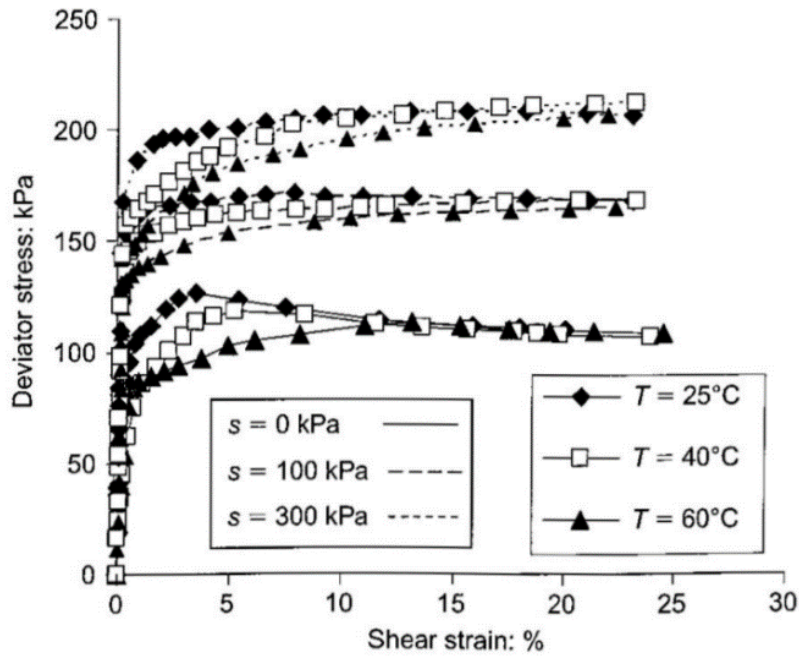 250
200
150
100
50
0
Deviator stress: kPa
s = 0 kPa
s = 100 kPa
s = 300 kPa
T = 25°C
T = 40°C
T = 60°C
0 5 10 15 20 25 30
Shear strain: %